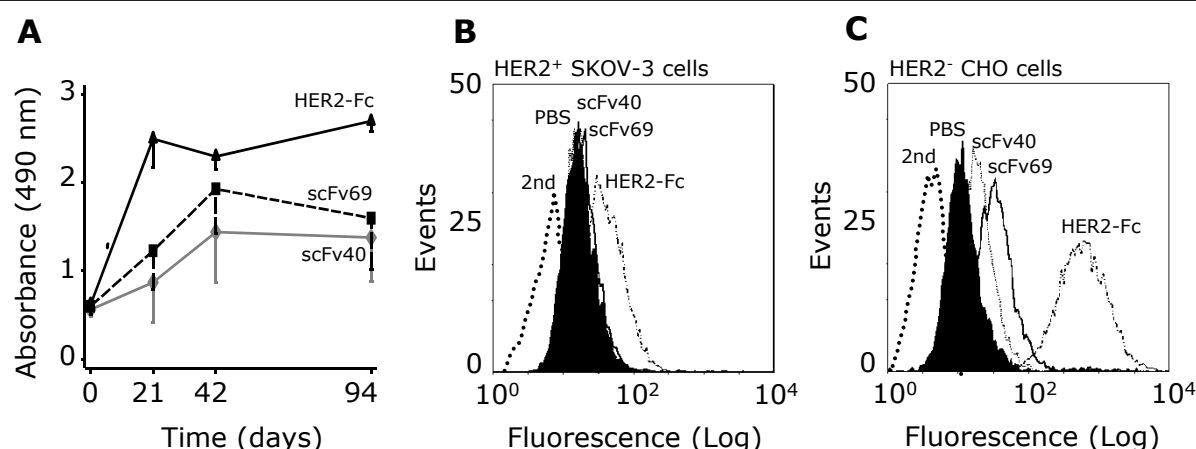 A
3
2
1
0
Absorbance (490 nm)
HER2-Fc
scFv69
scFv40
0 21 42 94
Time (days)
B
HER2⁺ SKOV-3 cells
50
25
0
Events
PBS
scFv40
scFv69
2nd
HER2-Fc
10⁰ 10² 10⁴
Fluorescence (Log)
C
HER2⁻ CHO cells
50
25
0
Events
PBS
scFv40
2nd
scFv69
HER2-Fc
10⁰ 10² 10⁴
Fluorescence (Log)